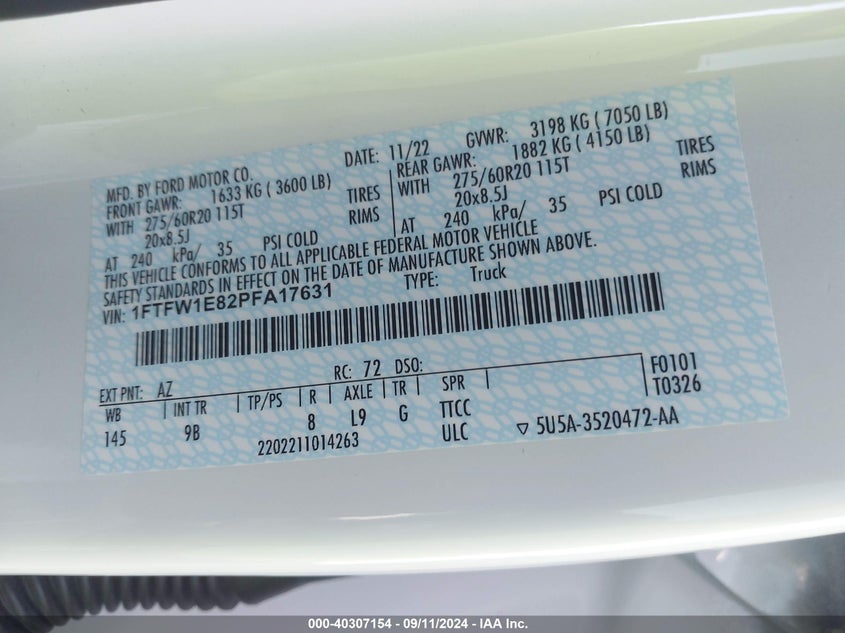 MFD. BY FORD MOTOR CO. DATE: 11/22 GVWR: 3198 KG ( 7050 LB)
FRONT GAWR: 1633 KG ( 3600 LB) REAR GAWR: 1882 KG ( 4150 LB)
WITH 275/60R20 115T TIRES WITH 275/60R20 115T TIRES
20x8.5J RIMS 20x8.5J RIMS
AT 240 kPa/ 35 PSI COLD AT 240 kPa/ 35 PSI COLD
THIS VEHICLE CONFORMS TO ALL APPLICABLE FEDERAL MOTOR VEHICLE
SAFETY STANDARDS IN EFFECT ON THE DATE OF MANUFACTURE SHOWN ABOVE.
VIN: 1FTFW1E82PFA17631 TYPE: Truck
EXT PNT: AZ RC: 72 DSO: F0101
WB INT TR TP/PS R AXLE TR SPR T0326
145 9B 8 L9 G TTCC
2202211014263 ULC ▽ 5U5A-3520472-AA
000-40307154 - 09/11/2024 - IAA Inc.